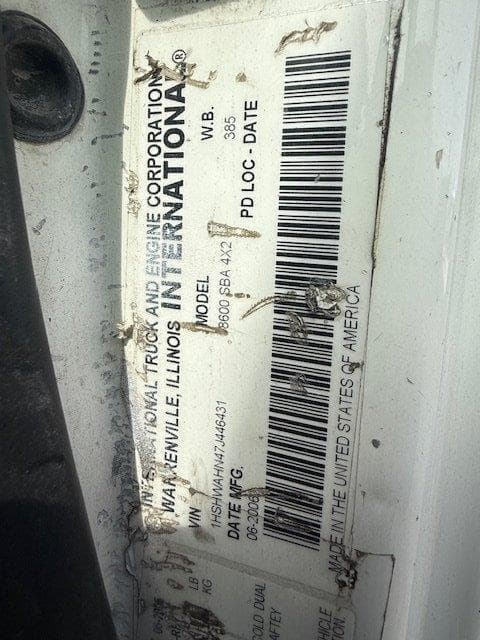 INTERNATIONAL TRUCK AND ENGINE CORPORATION
WARRENVILLE, ILLINOIS INTERNATIONAL®
VIN MODEL W.B.
1HSHWAHN47J446431 8600 SBA 4X2 385
DATE MFG. PD LOC - DATE
06-2006
MADE IN THE UNITED STATES OF AMERICA
LB
KG
COLD DUAL